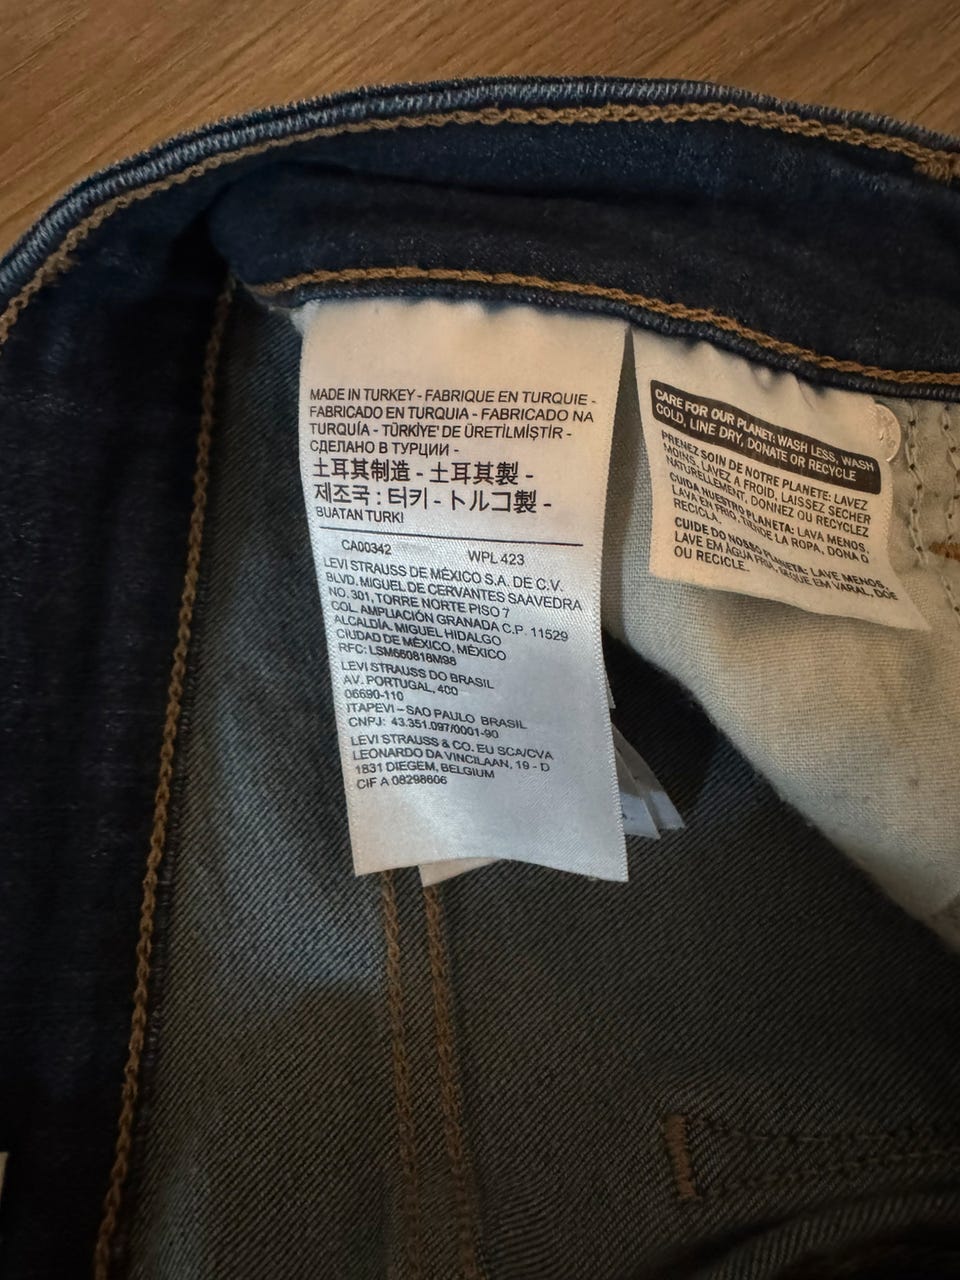 MADE IN TURKEY - FABRIQUE EN TURQUIE -
FABRICADO EN TURQUIA - FABRICADO NA
TURQUÍA - TÜRKİYE' DE ÜRETİLMİŞTİR -
СДЕЛАНО В ТУРЦИИ -
土耳其制造 - 土耳其製 -
제조국 : 터키 - トルコ製 -
BUATAN TURKI
CA00342 WPL 423
LEVI STRAUSS DE MÉXICO S.A. DE C.V.
BLVD. MIGUEL DE CERVANTES SAAVEDRA
NO. 301, TORRE NORTE PISO 7
COL. AMPLIACIÓN GRANADA C.P. 11529
ALCALDÍA. MIGUEL HIDALGO
CIUDAD DE MÉXICO, MÉXICO
RFC: LSM660818M98
LEVI STRAUSS DO BRASIL
AV. PORTUGAL, 400
06690-110
ITAPEVI – SAO PAULO BRASIL
CNPJ: 43.351.097/0001-90
LEVI STRAUSS & CO. EU SCA/CVA
LEONARDO DA VINCILAAN, 19 - D
1831 DIEGEM, BELGIUM
CIF A 08298606
CARE FOR OUR PLANET: WASH LESS, WASH
COLD, LINE DRY, DONATE OR RECYCLE
PRENEZ SOIN DE NOTRE PLANETE: LAVEZ
MOINS, LAVEZ A FROID, LAISSEZ SECHER
NATURELLEMENT, DONNEZ OU RECYCLEZ
CUIDA NUESTRO PLANETA: LAVA MENOS,
LAVA EN FRIO, TIENDE LA ROPA, DONA O
RECICLA.
CUIDE DO NOSSO PLANETA: LAVE MENOS,
LAVE EM ÁGUA FRIA, SEQUE EM VARAL, DOE
OU RECICLE.